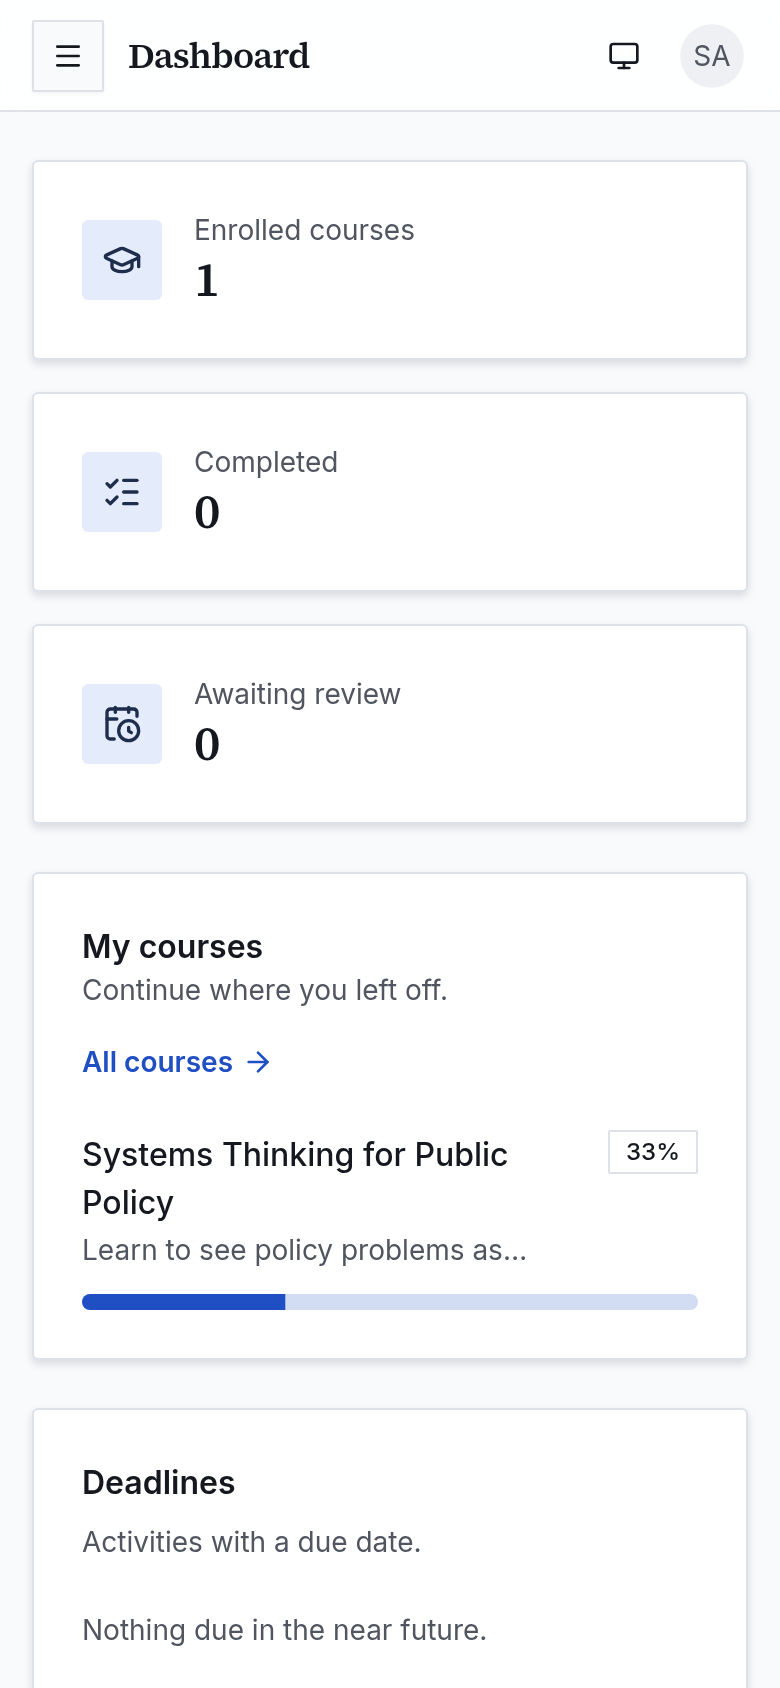 Dashboard
SA
Enrolled courses
1
Completed
0
Awaiting review
0
My courses
Continue where you left off.
All courses
Systems Thinking for Public
Policy
33%
Learn to see policy problems as...
Deadlines
Activities with a due date.
Nothing due in the near future.